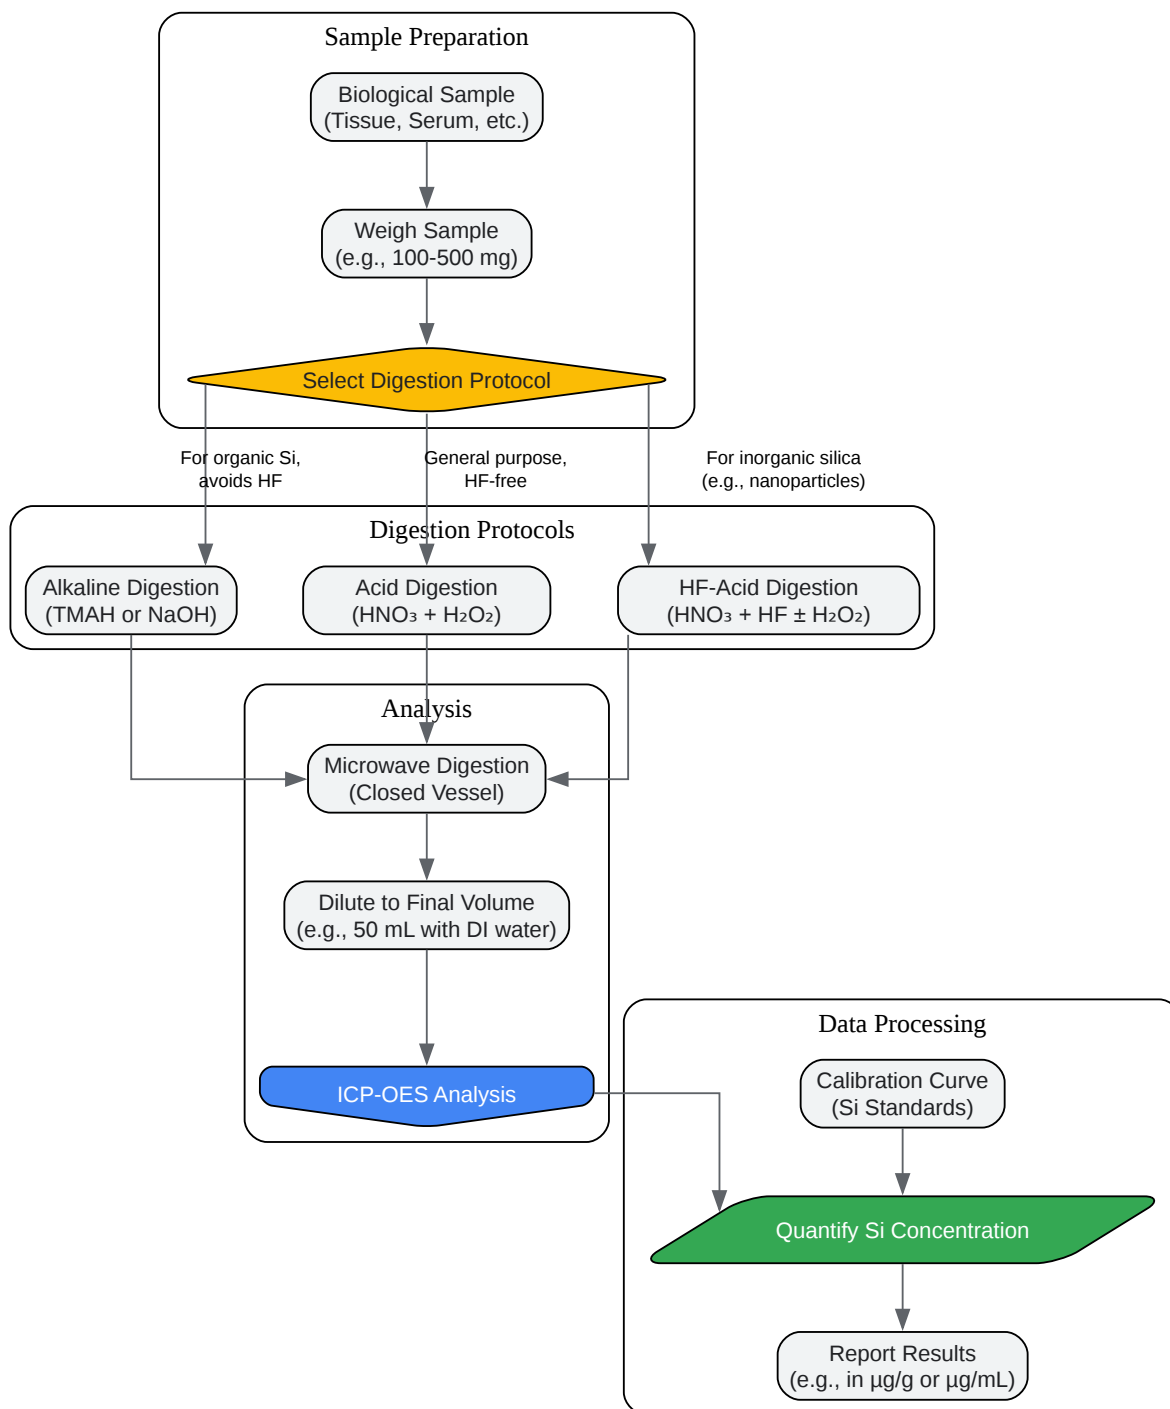 Sample Preparation
Biological Sample
(Tissue, Serum, etc.)
Weigh Sample
(e.g., 100-500 mg)
Select Digestion Protocol
For organic Si,
avoids HF
General purpose,
HF-free
For inorganic silica
(e.g., nanoparticles)
Digestion Protocols
Alkaline Digestion
(TMAH or NaOH)
Acid Digestion
(HNO₃ + H₂O₂)
HF-Acid Digestion
(HNO₃ + HF ± H₂O₂)
Analysis
Microwave Digestion
(Closed Vessel)
Dilute to Final Volume
(e.g., 50 mL with DI water)
ICP-OES Analysis
Data Processing
Calibration Curve
(Si Standards)
Quantify Si Concentration
Report Results
(e.g., in µg/g or µg/mL)